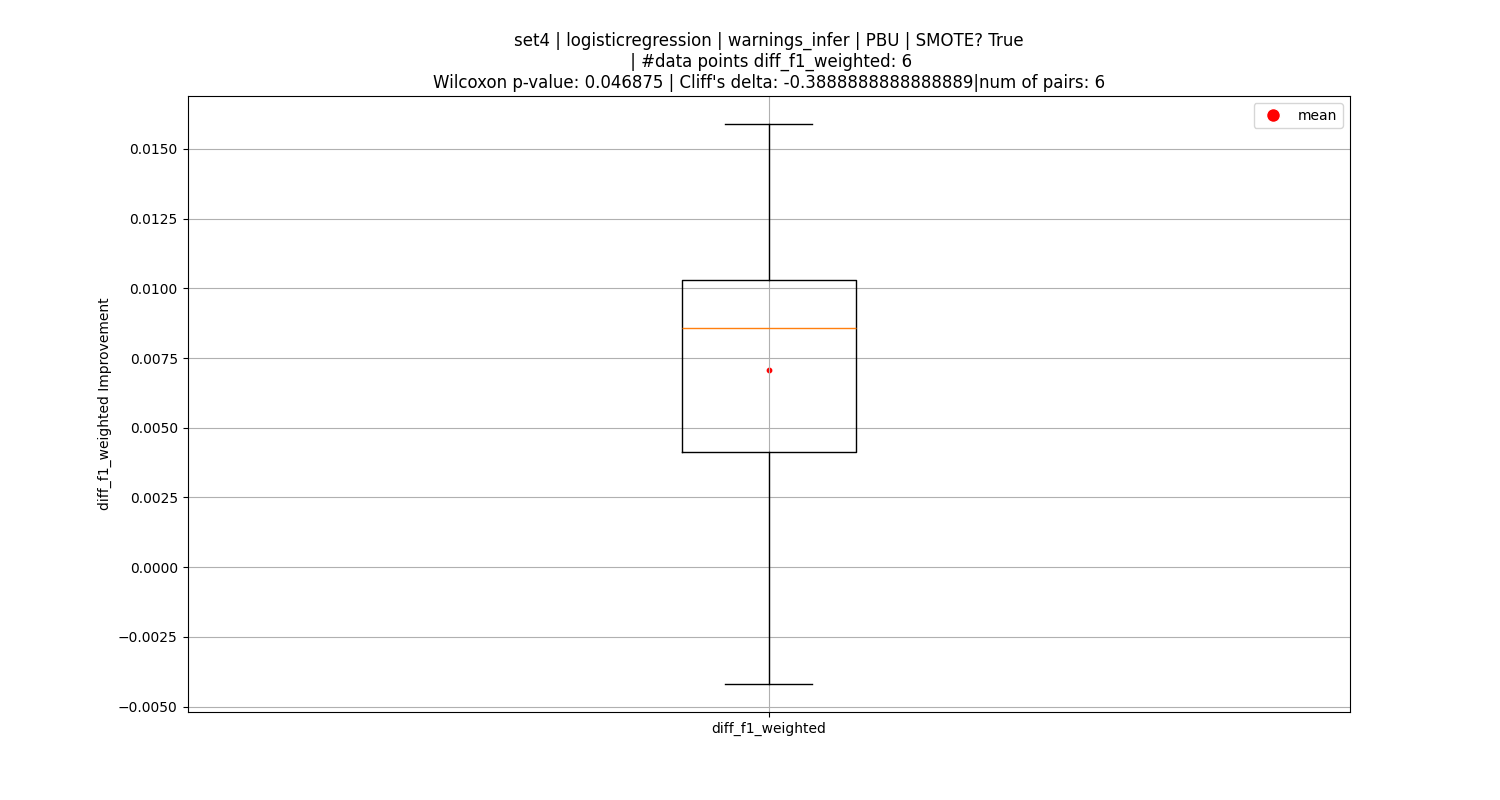 set4 | logisticregression | warnings_infer | PBU | SMOTE? True
| #data points diff_f1_weighted: 6
Wilcoxon p-value: 0.046875 | Cliff's delta: -0.3888888888888889|num of pairs: 6
mean
0.0150
0.0125
0.0100
0.0075
0.0050
0.0025
0.0000
−0.0025
−0.0050
diff_f1_weighted Improvement
diff_f1_weighted